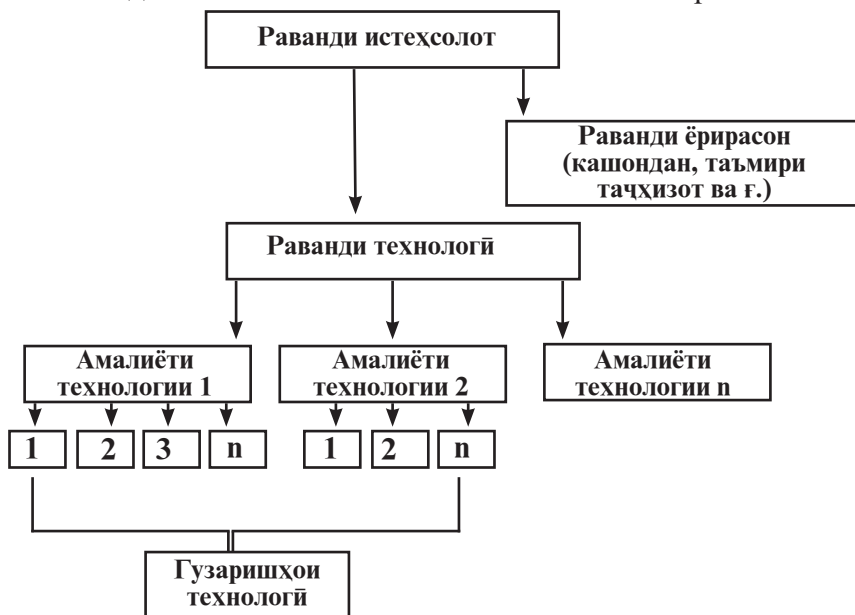 Раванди истеҳсолот
Раванди ёрирасон
(кашондан, таъмири
таҷҳизот ва ғ.)
Раванди технологӣ
Амалиёти
технологии 1
Амалиёти
технологии 2
Амалиёти
технологии n
1 2 3 n 1 2 n
Гузаришҳои
технологӣ